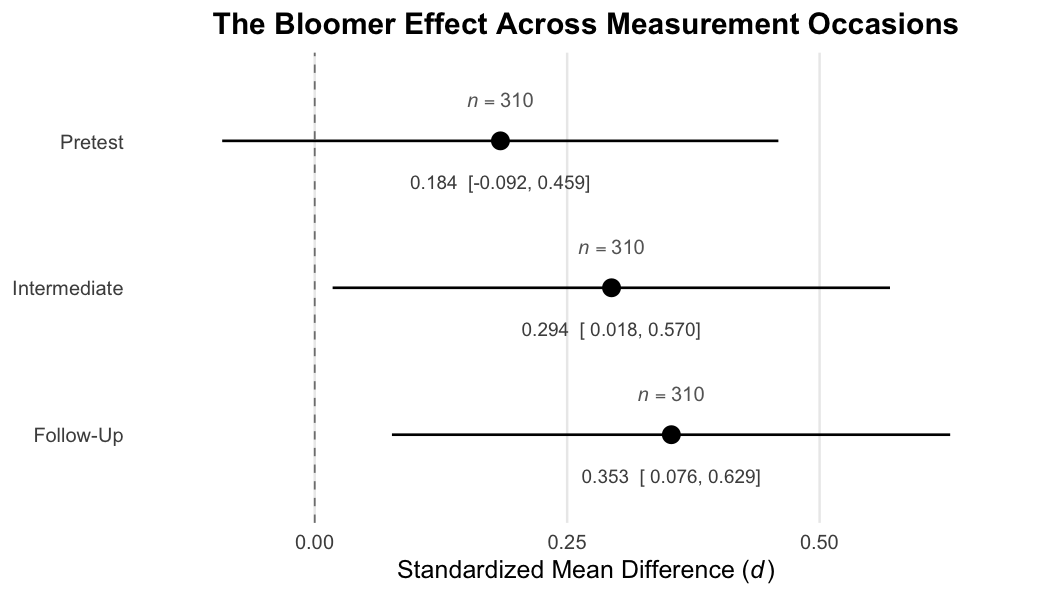 The Bloomer Effect Across Measurement Occasions
n = 310
Pretest
0.184 [-0.092, 0.459]
n = 310
Intermediate
0.294 [ 0.018, 0.570]
n = 310
Follow-Up
0.353 [ 0.076, 0.629]
0.00 0.25 0.50
Standardized Mean Difference (d)